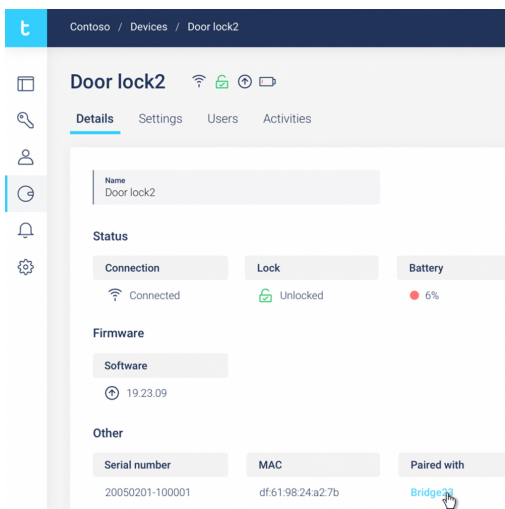 t
Contoso / Devices / Door lock2
Door lock2
Details Settings Users Activities
Name
Door lock2
Status
Connection Lock Battery
Connected Unlocked 6%
Firmware
Software
19.23.09
Other
Serial number MAC Paired with
20050201-100001 df:61:98:24:a2:7b